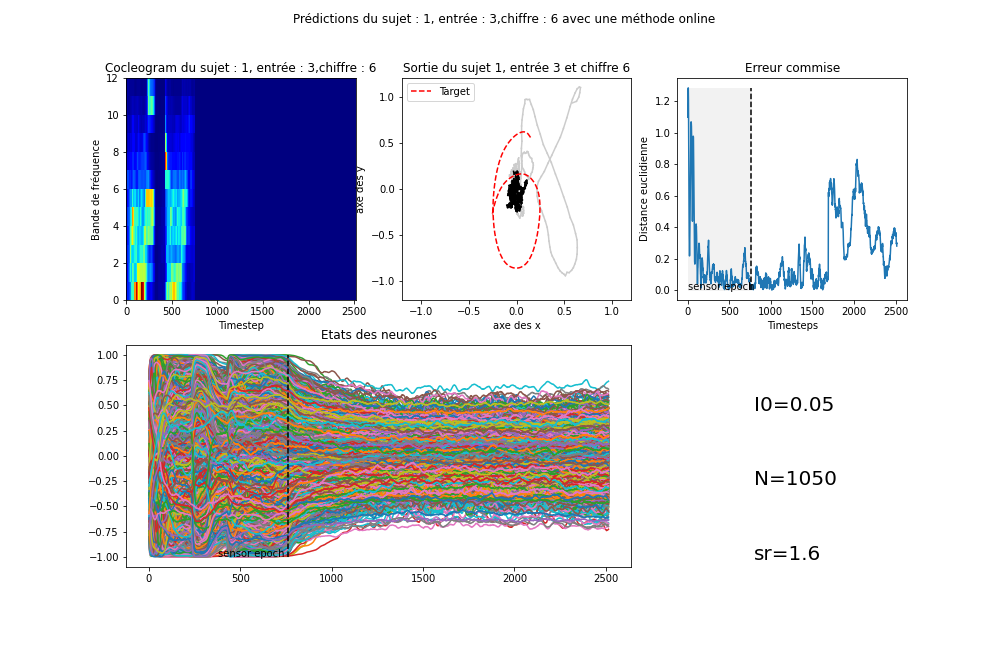 Prédictions du sujet : 1, entrée : 3,chiffre : 6 avec une méthode online
Cocleogram du sujet : 1, entrée : 3,chiffre : 6
Bande de fréquence
12
10
8
6
4
2
0
0 500 1000 1500 2000 2500
Timestep
Sortie du sujet 1, entrée 3 et chiffre 6
Target
axe des y
1.0
0.5
0.0
−0.5
−1.0
−1.0 −0.5 0.0 0.5 1.0
axe des x
Erreur commise
Distance euclidienne
1.2
1.0
0.8
0.6
0.4
0.2
0.0
sensor epoch
0 500 1000 1500 2000 2500
Timesteps
Etats des neurones
1.00
0.75
0.50
0.25
0.00
−0.25
−0.50
−0.75
−1.00
sensor epoch
0 500 1000 1500 2000 2500
I0=0.05
N=1050
sr=1.6